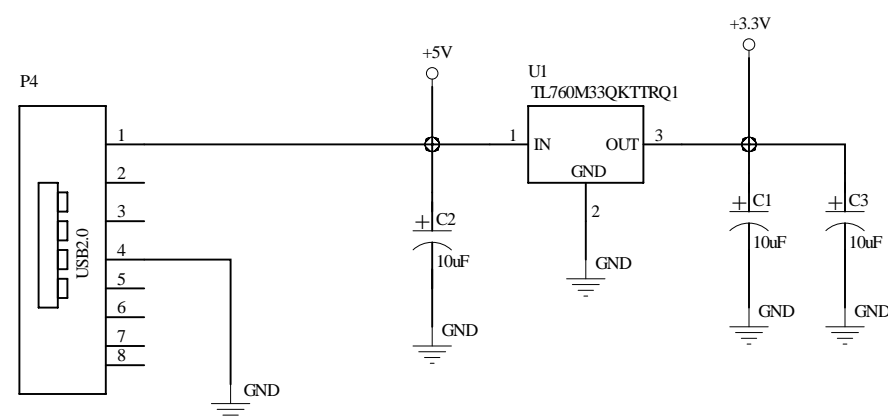 +3.3V
+5V
P4
U1
TL760M33QKTTRQ1
1
2
3
4
5
6
7
8
USB2.0
1
IN
OUT
3
GND
2
GND
+
C2
10uF
GND
+
C1
10uF
GND
+
C3
10uF
GND
GND